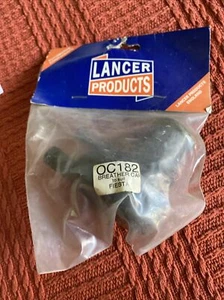 LANCER
PRODUCTS
OC182
BREATHER CAP
FIESTA